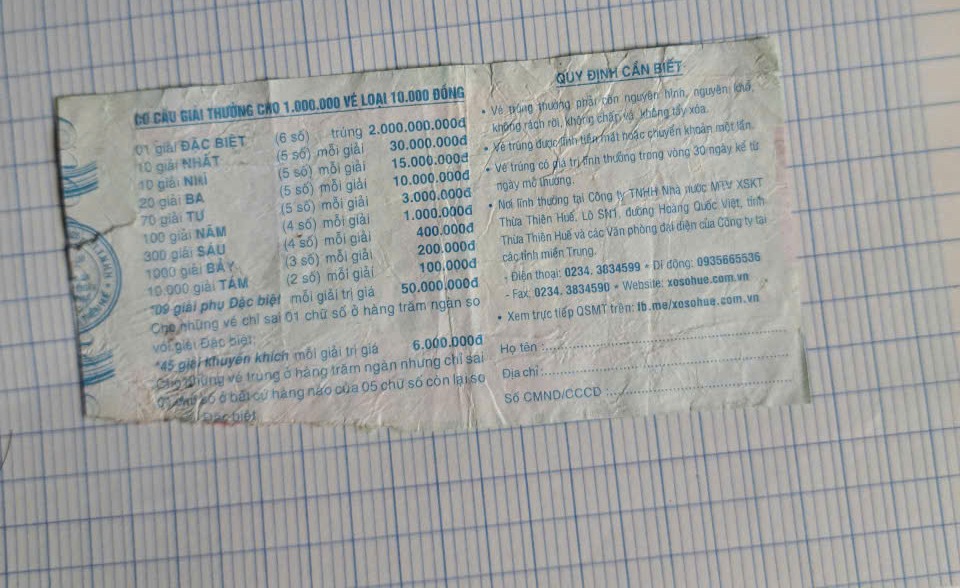 CƠ CẤU GIẢI THƯỞNG CHO 1.000.000 VÉ LOẠI 10.000 ĐỒNG
01 giải ĐẶC BIỆT (6 số) trúng 2.000.000.000đ
10 giải NHẤT (5 số) mỗi giải 30.000.000đ
10 giải NHÌ (5 số) mỗi giải 15.000.000đ
20 giải BA (5 số) mỗi giải 10.000.000đ
70 giải TƯ (5 số) mỗi giải 3.000.000đ
100 giải NĂM (4 số) mỗi giải 1.000.000đ
300 giải SÁU (4 số) mỗi giải 400.000đ
1000 giải BẢY (3 số) mỗi giải 200.000đ
10.000 giải TÁM (2 số) mỗi giải 100.000đ
*09 giải phụ Đặc biệt mỗi giải trị giá 50.000.000đ
Cho những vé chỉ sai 01 chữ số ở hàng trăm ngàn so
với giải Đặc biệt.
*45 giải khuyến khích mỗi giải trị giá 6.000.000đ
Cho những vé trúng ở hàng trăm ngàn nhưng chỉ sai
01 chữ số ở bất cứ hàng nào của 05 chữ số còn lại so
Đặc biệt
QUY ĐỊNH CẦN BIẾT
• Vé trúng thưởng phải còn nguyên hình, nguyên khổ,
không rách rời, không chắp vá, không tẩy xóa.
• Vé trúng được lĩnh tiền mặt hoặc chuyển khoản một lần.
• Vé trúng có giá trị lĩnh thưởng trong vòng 30 ngày kể từ
ngày mở thưởng.
• Nơi lĩnh thưởng tại Công ty TNHH Nhà nước MTV XSKT
Thừa Thiên Huế, Lô SN1, đường Hoàng Quốc Việt, tỉnh
Thừa Thiên Huế và các Văn phòng đại diện của Công ty tại
các tỉnh miền Trung.
- Điện thoại: 0234. 3834599 • Di động: 0935665536
- Fax: 0234. 3834590 • Website: xosohue.com.vn
• Xem trực tiếp QSMT trên: fb.me/xosohue.com.vn
Họ tên :
Địa chỉ :
Số CMND/CCCD :